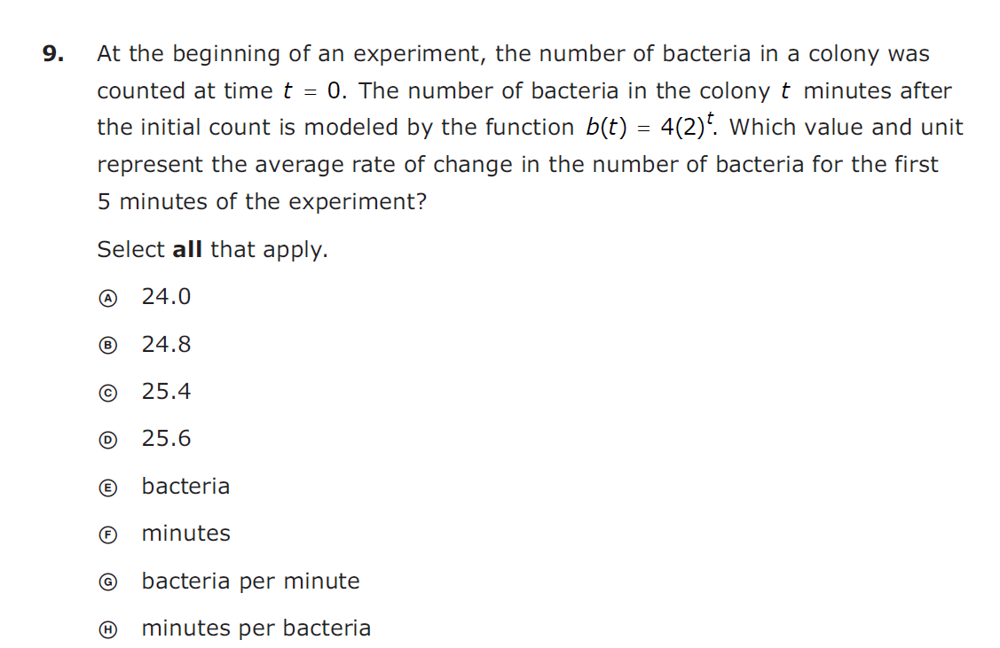 9. At the beginning of an experiment, the number of bacteria in a colony was
counted at time t = 0. The number of bacteria in the colony t minutes after
the initial count is modeled by the function b(t) = 4(2)ᵗ. Which value and unit
represent the average rate of change in the number of bacteria for the first
5 minutes of the experiment?
Select all that apply.
Ⓐ 24.0
Ⓑ 24.8
Ⓒ 25.4
Ⓓ 25.6
Ⓔ bacteria
Ⓕ minutes
Ⓖ bacteria per minute
Ⓗ minutes per bacteria